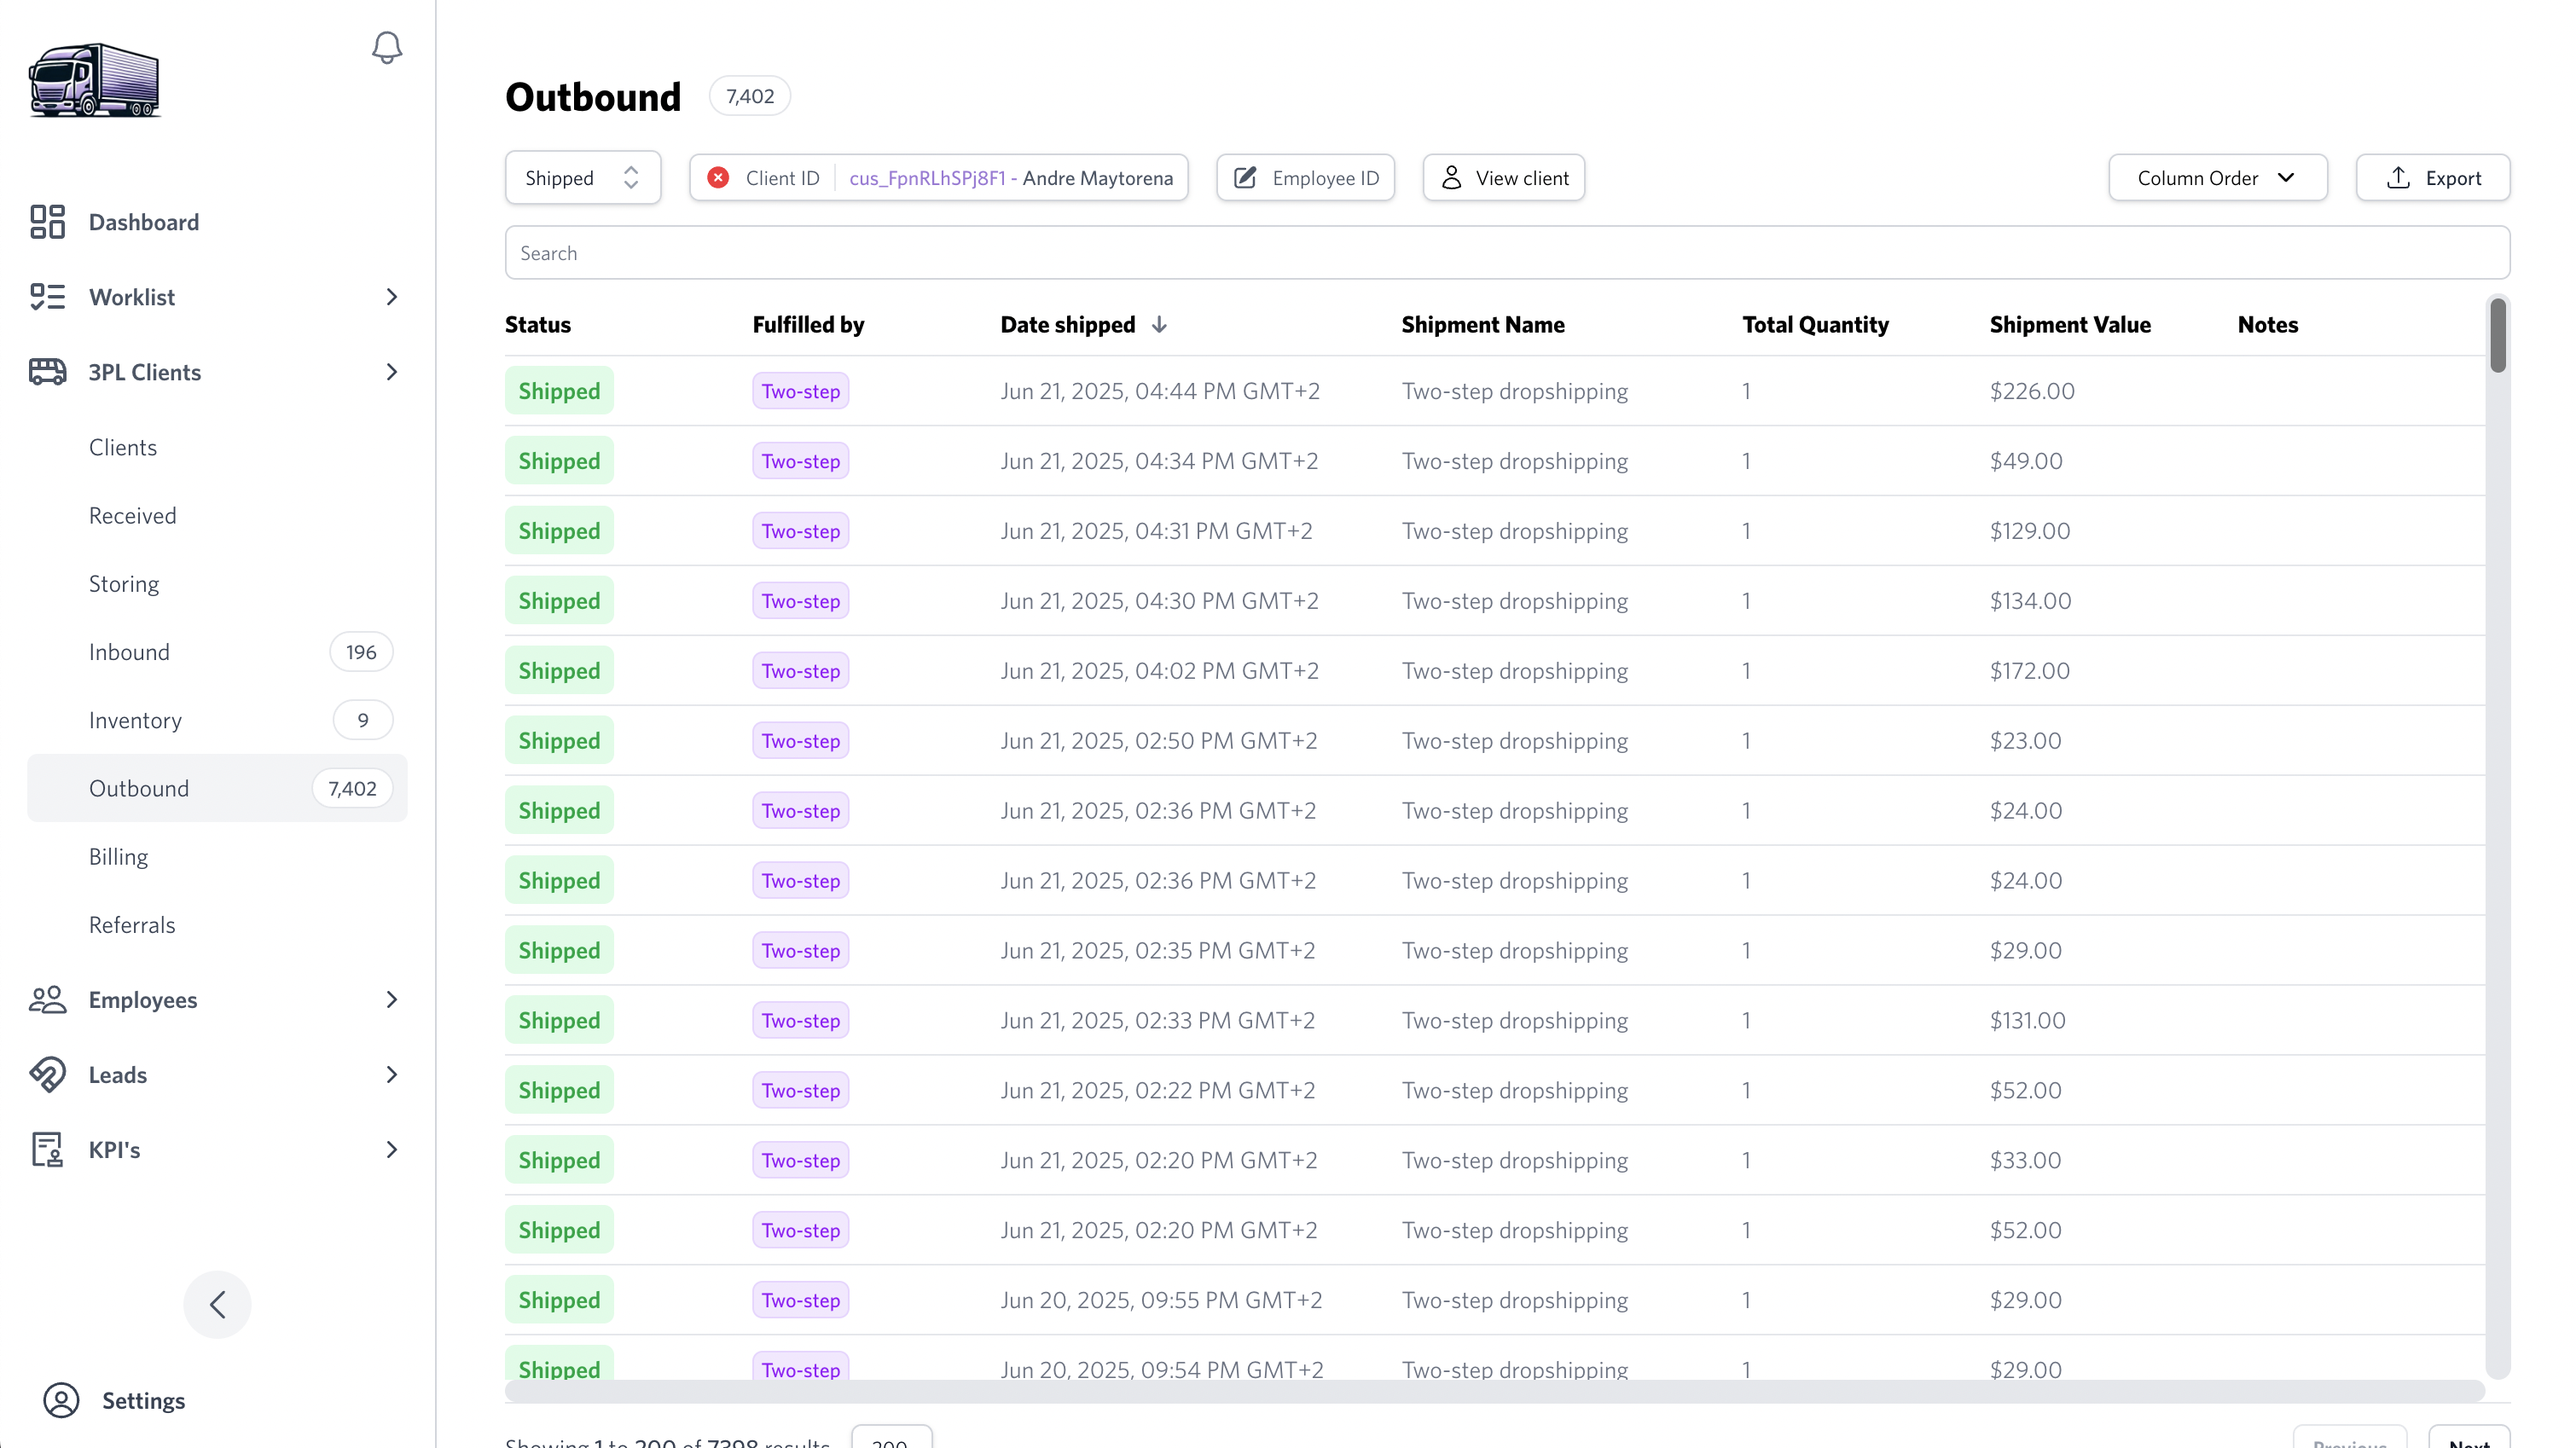 Dashboard
Worklist
3PL Clients
Clients
Received
Storing
Inbound 196
Inventory 9
Outbound 7,402
Billing
Referrals
Employees
Leads
KPI's
Settings
Outbound 7,402
Shipped Client ID cus_FpnRLhSPj8F1 - Andre Maytorena Employee ID View client Column Order Export
Search
Status Fulfilled by Date shipped Shipment Name Total Quantity Shipment Value Notes
Shipped Two-step Jun 21, 2025, 04:44 PM GMT+2 Two-step dropshipping 1 $226.00
Shipped Two-step Jun 21, 2025, 04:34 PM GMT+2 Two-step dropshipping 1 $49.00
Shipped Two-step Jun 21, 2025, 04:31 PM GMT+2 Two-step dropshipping 1 $129.00
Shipped Two-step Jun 21, 2025, 04:30 PM GMT+2 Two-step dropshipping 1 $134.00
Shipped Two-step Jun 21, 2025, 04:02 PM GMT+2 Two-step dropshipping 1 $172.00
Shipped Two-step Jun 21, 2025, 02:50 PM GMT+2 Two-step dropshipping 1 $23.00
Shipped Two-step Jun 21, 2025, 02:36 PM GMT+2 Two-step dropshipping 1 $24.00
Shipped Two-step Jun 21, 2025, 02:36 PM GMT+2 Two-step dropshipping 1 $24.00
Shipped Two-step Jun 21, 2025, 02:35 PM GMT+2 Two-step dropshipping 1 $29.00
Shipped Two-step Jun 21, 2025, 02:33 PM GMT+2 Two-step dropshipping 1 $131.00
Shipped Two-step Jun 21, 2025, 02:22 PM GMT+2 Two-step dropshipping 1 $52.00
Shipped Two-step Jun 21, 2025, 02:20 PM GMT+2 Two-step dropshipping 1 $33.00
Shipped Two-step Jun 21, 2025, 02:20 PM GMT+2 Two-step dropshipping 1 $52.00
Shipped Two-step Jun 20, 2025, 09:55 PM GMT+2 Two-step dropshipping 1 $29.00
Shipped Two-step Jun 20, 2025, 09:54 PM GMT+2 Two-step dropshipping 1 $29.00
Showing 1 to 200 of 7398 results 200 Previous Next